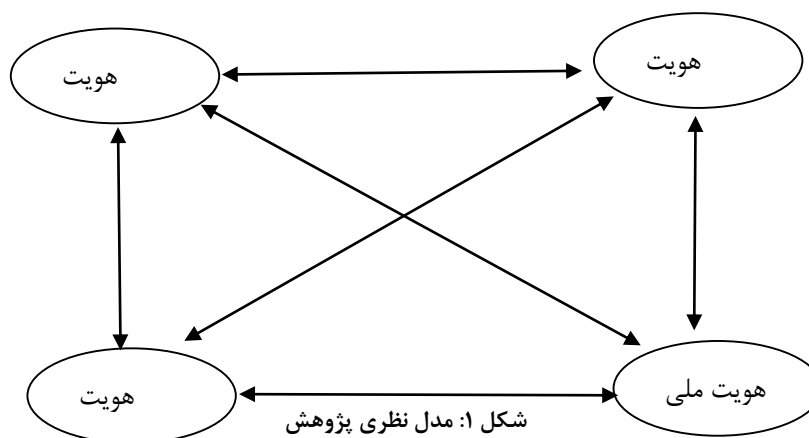 هویت
هویت
هویت ملی
هویت
شکل ۱: مدل نظری پژوهش